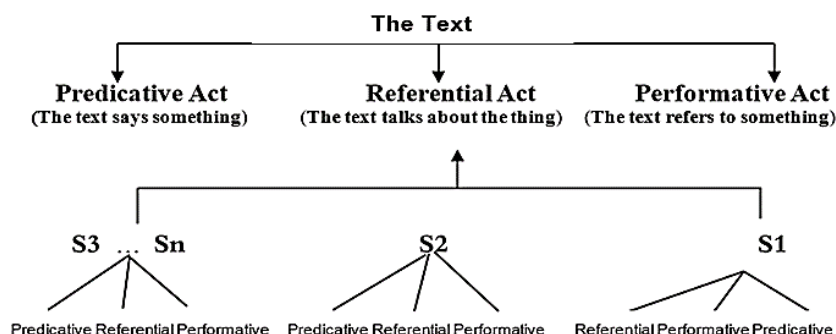 The Text
Predicative Act Referential Act Performative Act
(The text says something) (The text talks about the thing) (The text refers to something)
S3 ... Sn S2 S1
Predicative Referential Performative Predicative Referential Performative Referential Performative Predicative